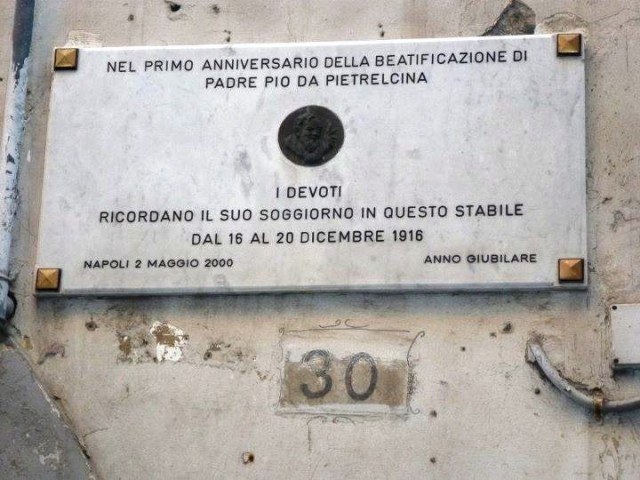 NEL PRIMO ANNIVERSARIO DELLA BEATIFICAZIONE DI
PADRE PIO DA PIETRELCINA
I DEVOTI
RICORDANO IL SUO SOGGIORNO IN QUESTO STABILE
DAL 16 AL 20 DICEMBRE 1916
NAPOLI 2 MAGGIO 2000 ANNO GIUBILARE
30